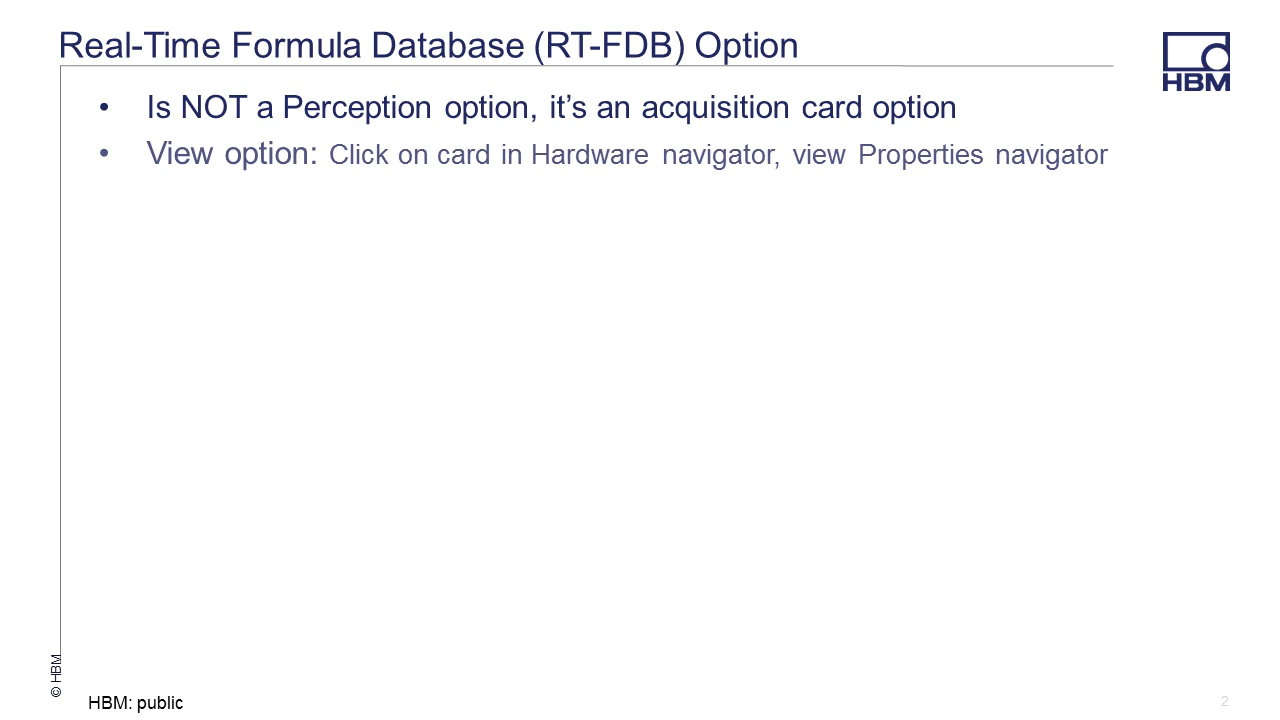 Real-Time Formula Database (RT-FDB) Option
HBM
• Is NOT a Perception option, it’s an acquisition card option
• View option: Click on card in Hardware navigator, view Properties navigator
© HBM
HBM: public
2